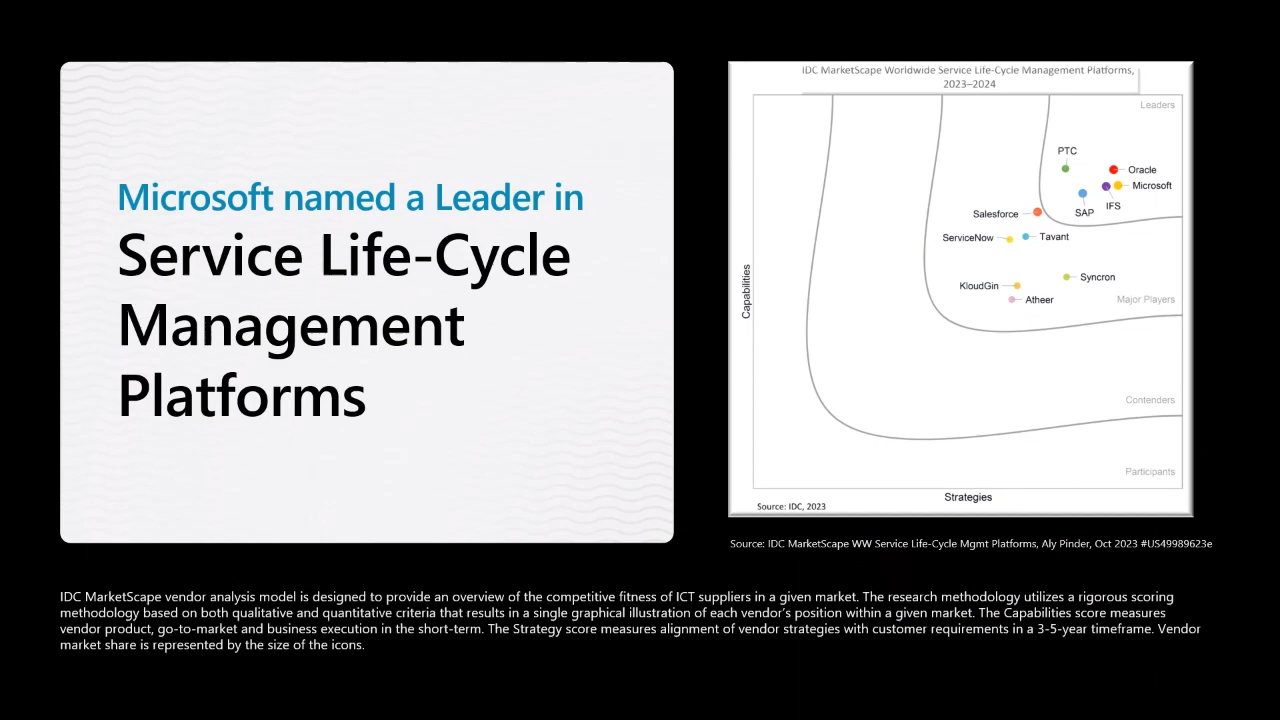 Microsoft named a Leader in
Service Life-Cycle
Management
Platforms
IDC MarketScape Worldwide Service Life-Cycle Management Platforms,
2023–2024
Leaders
PTC
Oracle
Microsoft
IFS
SAP
Salesforce
ServiceNow
Tavant
Syncron
KloudGin
Atheer
Major Players
Capabilities
Contenders
Participants
Strategies
Source: IDC, 2023
Source: IDC MarketScape WW Service Life-Cycle Mgmt Platforms, Aly Pinder, Oct 2023 #US49989623e
IDC MarketScape vendor analysis model is designed to provide an overview of the competitive fitness of ICT suppliers in a given market. The research methodology utilizes a rigorous scoring
methodology based on both qualitative and quantitative criteria that results in a single graphical illustration of each vendor's position within a given market. The Capabilities score measures
vendor product, go-to-market and business execution in the short-term. The Strategy score measures alignment of vendor strategies with customer requirements in a 3-5-year timeframe. Vendor
market share is represented by the size of the icons.